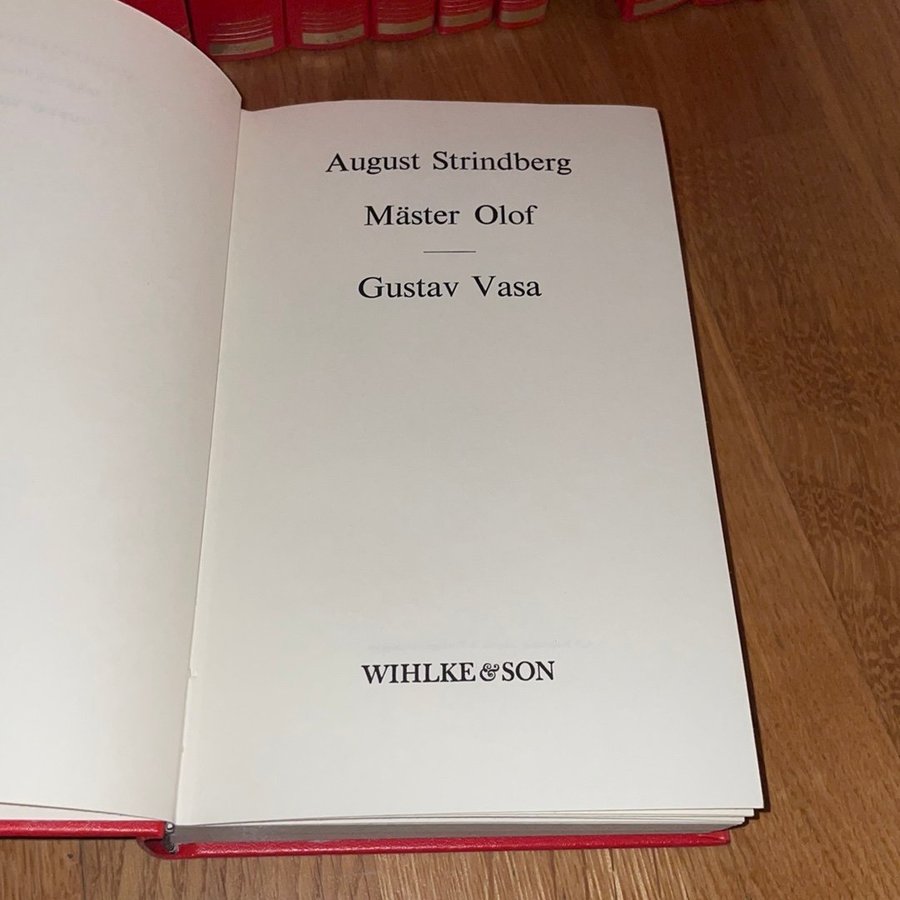 August Strindberg
Mäster Olof
Gustav Vasa
WIHLKE & SON